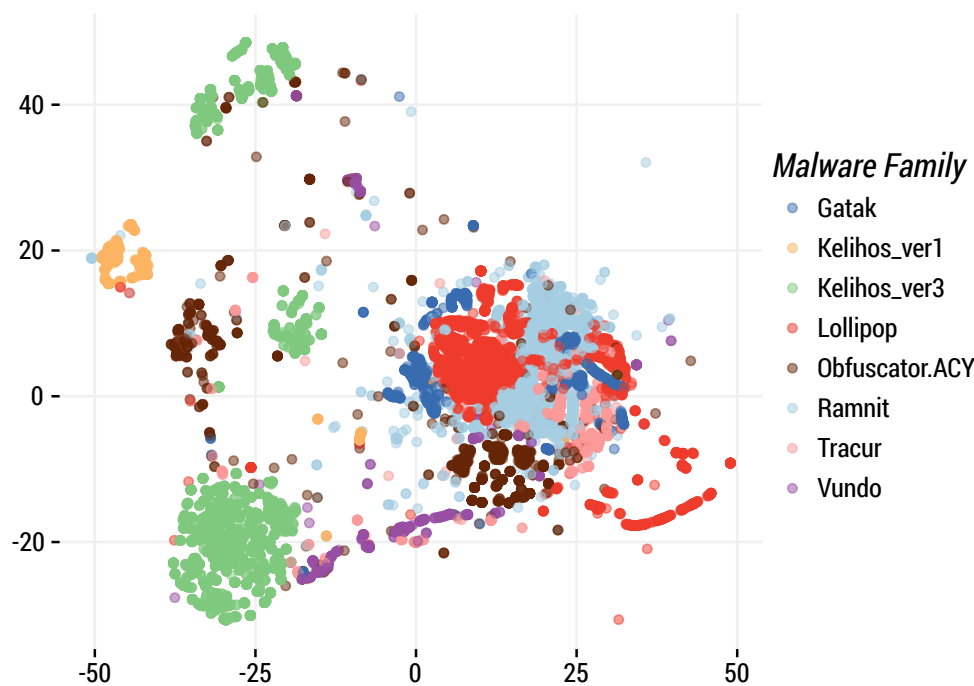 40
20
0
-20
-50
-25
0
25
50
Malware Family
Gatak
Kelihos_ver1
Kelihos_ver3
Lollipop
Obfuscator.ACY
Ramnit
Tracur
Vundo